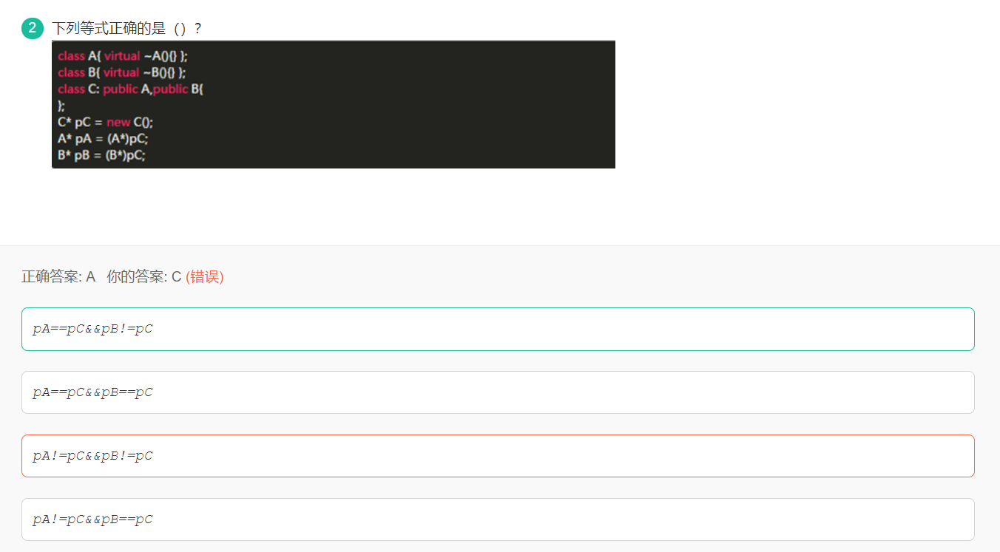 2 下列等式正确的是（）？
class A{ virtual ~A(){} };
class B{ virtual ~B(){} };
class C: public A,public B{
};
C* pC = new C();
A* pA = (A*)pC;
B* pB = (B*)pC;
正确答案: A 你的答案: C (错误)
pA==pC&&pB!=pC
pA==pC&&pB==pC
pA!=pC&&pB!=pC
pA!=pC&&pB==pC